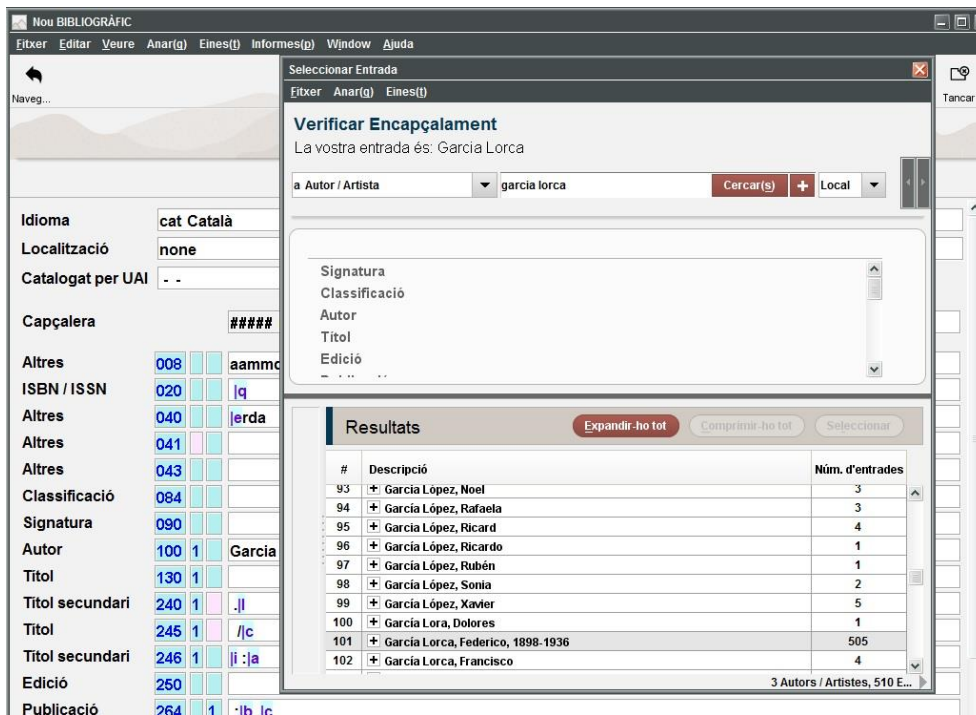 Nou BIBLIOGRÀFIC
Fitxer Editar Veure Anar(g) Eines(t) Informes(p) Window Ajuda
Naveg...
Tancar
Seleccionar Entrada
Fitxer Anar(g) Eines(t)
Verificar Encapçalament
La vostra entrada és: Garcia Lorca
a Autor / Artista garcia lorca Cercar(s) + Local
Signatura
Classificació
Autor
Títol
Edició
Idioma cat Català
Localització none
Catalogat per UAI - -
Capçalera #####
Altres 008 aammc
ISBN / ISSN 020 |q
Altres 040 |erda
Altres 041
Altres 043
Classificació 084
Signatura 090
Autor 100 1 Garcia
Títol 130 1
Títol secundari 240 1 .|l
Títol 245 1 /|c
Títol secundari 246 1 |i :|a
Edició 250
Publicació 264 1 :|b, |c
Resultats Expandir-ho tot Comprimir-ho tot Seleccionar
# Descripció Núm. d'entrades
93 + García López, Noel 3
94 + García López, Rafaela 3
95 + Garcia López, Ricard 4
96 + García López, Ricardo 1
97 + García López, Rubén 1
98 + García López, Sonia 2
99 + García López, Xavier 5
100 + García Lora, Dolores 1
101 + García Lorca, Federico, 1898-1936 505
102 + García Lorca, Francisco 4
3 Autors / Artistes, 510 E...